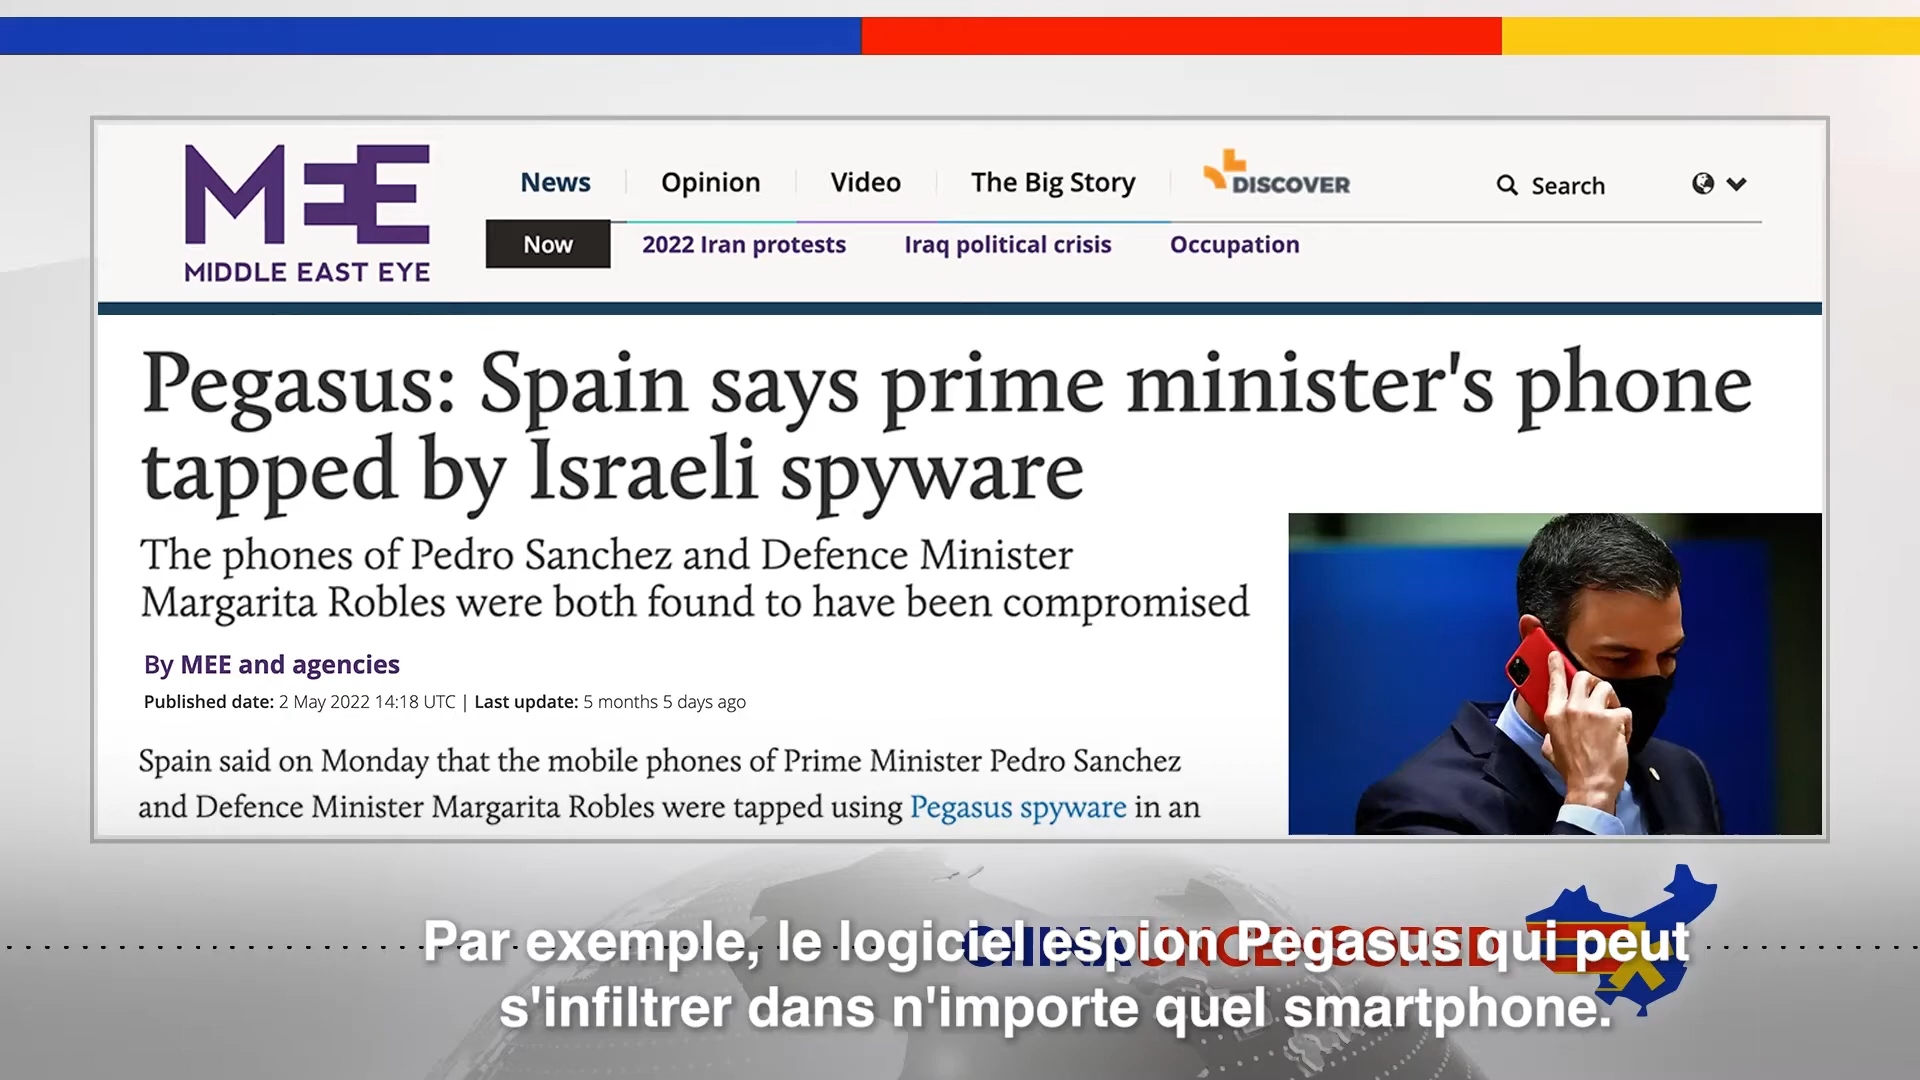 MEE
MIDDLE EAST EYE
News
Opinion
Video
The Big Story
DISCOVER
Search
Now
2022 Iran protests
Iraq political crisis
Occupation
Pegasus: Spain says prime minister's phone
tapped by Israeli spyware
The phones of Pedro Sanchez and Defence Minister
Margarita Robles were both found to have been compromised
By MEE and agencies
Published date: 2 May 2022 14:18 UTC | Last update: 5 months 5 days ago
Spain said on Monday that the mobile phones of Prime Minister Pedro Sanchez
and Defence Minister Margarita Robles were tapped using Pegasus spyware in an
CHINA UNCENSORED
Par exemple, le logiciel espion Pegasus qui peut
s'infiltrer dans n'importe quel smartphone.